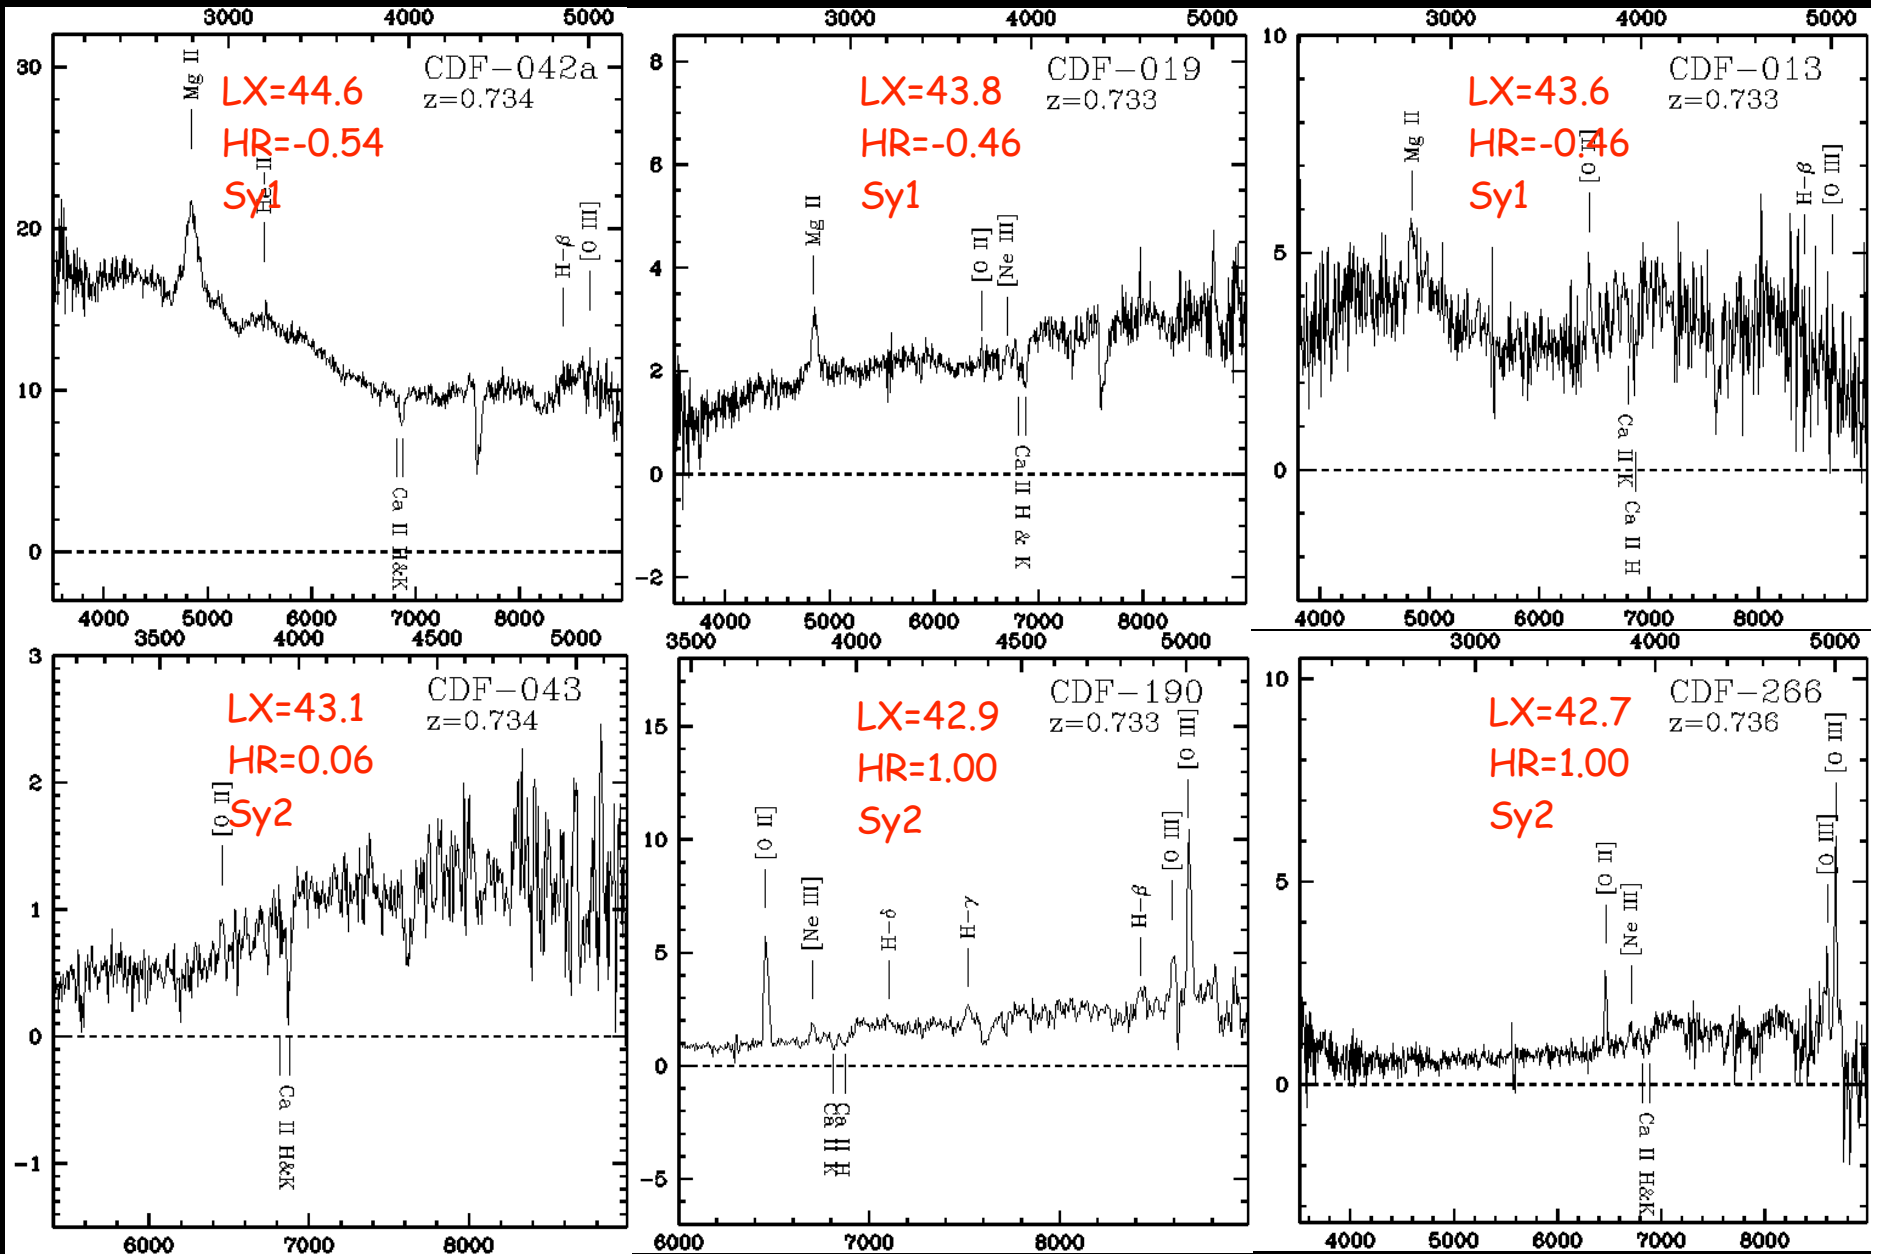 3000 4000 5000
CDF-042a
z=0.734
LX=44.6
HR=-0.54
Sy1
Mg II
He-II
H-β
[O III]
Ca II H&K
30
20
10
0
4000 5000 6000 7000 8000
3000 4000 5000
CDF-019
z=0.733
LX=43.8
HR=-0.46
Sy1
Mg II
[O II]
[Ne III]
Ca II H & K
8
6
4
2
0
-2
4000 5000 6000 7000 8000
3000 4000 5000
CDF-013
z=0.733
LX=43.6
HR=-0.46
Sy1
Mg II
[O II]
H-β
[O III]
Ca II K
Ca II H
10
5
0
4000 5000 6000 7000 8000
3500 4000 4500 5000
CDF-043
z=0.734
LX=43.1
HR=0.06
Sy2
[O II]
Ca II H&K
3
2
1
0
-1
6000 7000 8000
3500 4000 4500 5000
CDF-190
z=0.733
LX=42.9
HR=1.00
Sy2
[O II]
[Ne III]
H-δ
H-γ
H-β
[O III]
[O III]
Ca II K
Ca II H
15
10
5
0
-5
6000 7000 8000
3000 4000 5000
CDF-266
z=0.736
LX=42.7
HR=1.00
Sy2
[O II]
[Ne III]
[O III]
[O III]
Ca II H&K
10
5
0
4000 5000 6000 7000 8000